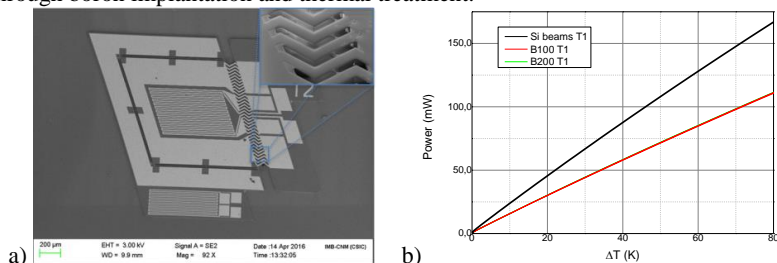 through boron implantation and thermal treatment.
12
200 µm
EHT = 3.00 kV
WD = 9.9 mm
Signal A = SE2
Mag = 92 X
Date :14 Apr 2016
Time :13:32:05
IMB-CNM (CSIC)
a)
Si beams T1
B100 T1
B200 T1
150,0
100,0
50,0
0,0
Power (mW)
0
20
40
60
80
ΔT (K)
b)